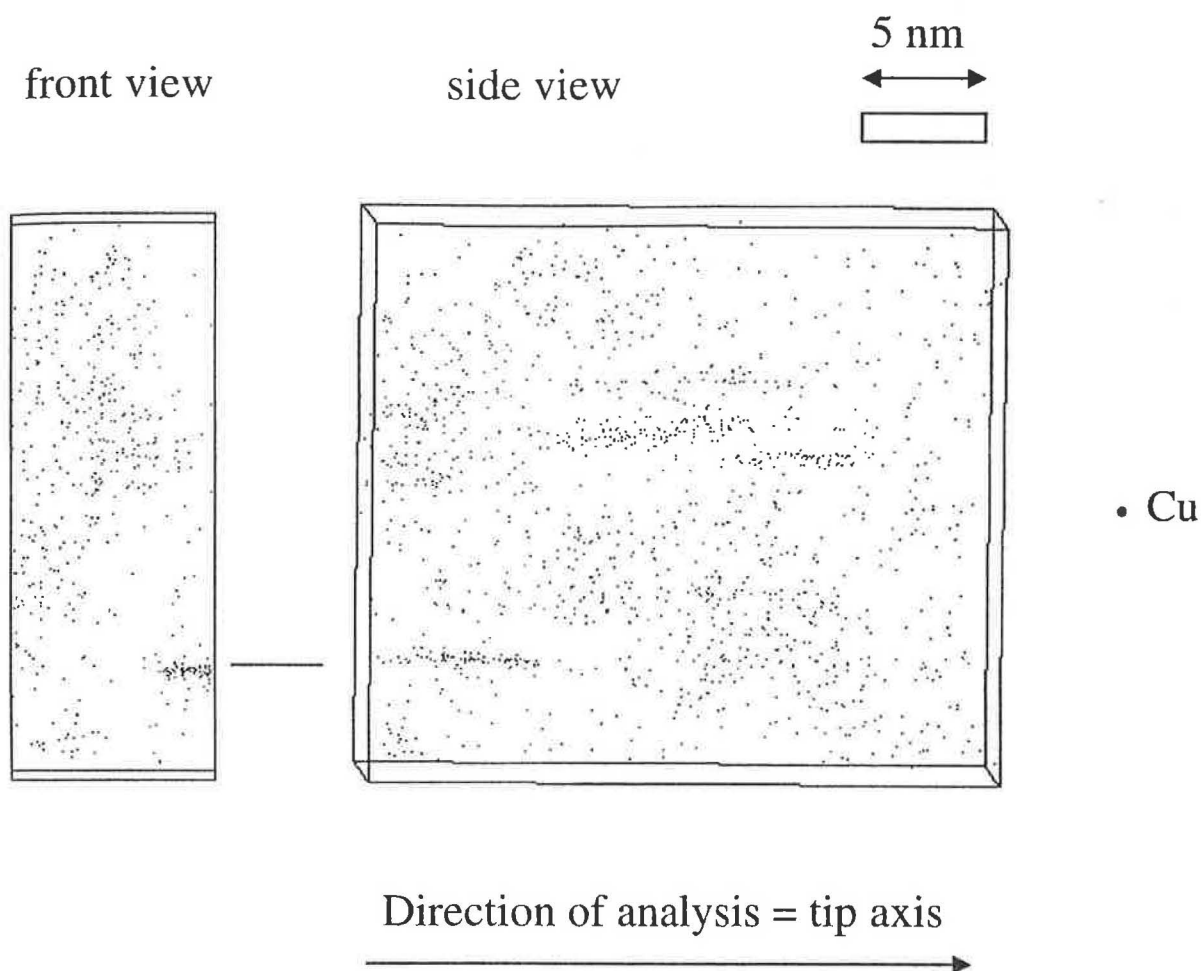 5 nm
front view
side view
• Cu
Direction of analysis = tip axis